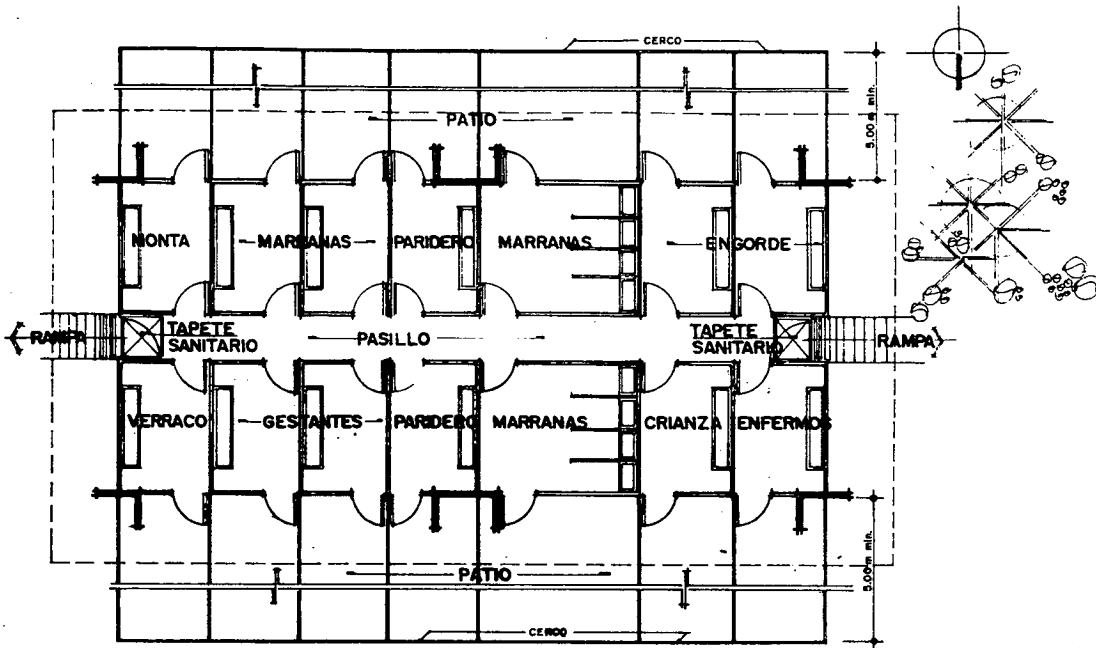 CERCO
5.00 m min.
PATIO
MONTA
MARRANAS
PARIDERO
MARRANAS
ENGORDE
RAMPA
TAPETE
SANITARIO
PASILLO
TAPETE
SANITARIO
RAMPA
VERRACO
GESTANTES
PARIDERO
MARRANAS
CRIANZA
ENFERMOS
PATIO
5.00 m min.
CERCO